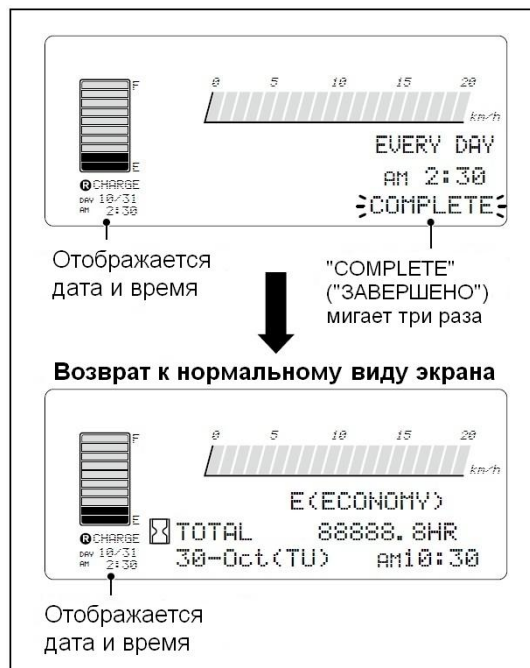 0 5 10 15 20
F
km/h
EVERY DAY
E
AM 2:30
R CHARGE
DAY 10/31
AM 2:30
COMPLETE
Отображается
дата и время
"COMPLETE"
("ЗАВЕРШЕНО")
мигает три раза
Возврат к нормальному виду экрана
0 5 10 15 20
F
km/h
E(ECONOMY)
E
TOTAL 88888.8HR
R CHARGE
DAY 10/31
AM 2:30
30-Oct(TU) AM10:30
Отображается
дата и время